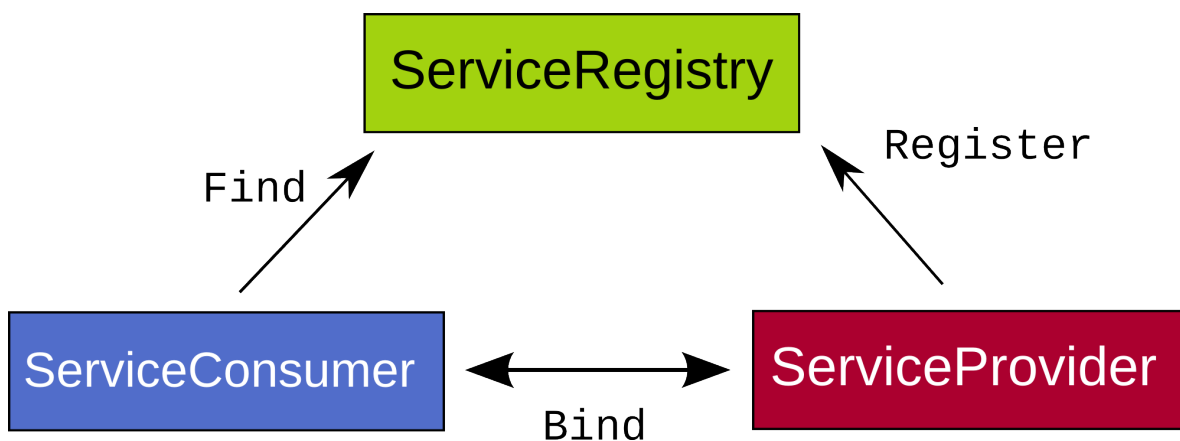 ServiceRegistry
Register
Find
ServiceConsumer
ServiceProvider
Bind